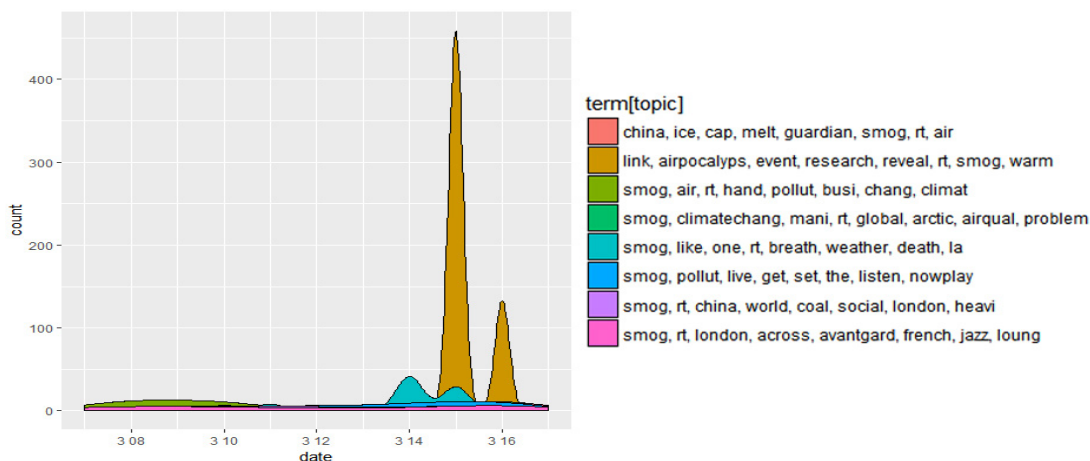 400
300
200
100
0
count
3 08
3 10
3 12
3 14
3 16
date
term[topic]
china, ice, cap, melt, guardian, smog, rt, air
link, airpocalyps, event, research, reveal, rt, smog, warm
smog, air, rt, hand, pollut, busi, chang, climat
smog, climatechang, mani, rt, global, arctic, airqual, problem
smog, like, one, rt, breath, weather, death, la
smog, pollut, live, get, set, the, listen, nowplay
smog, rt, china, world, coal, social, london, heavi
smog, rt, london, across, avantgard, french, jazz, loung